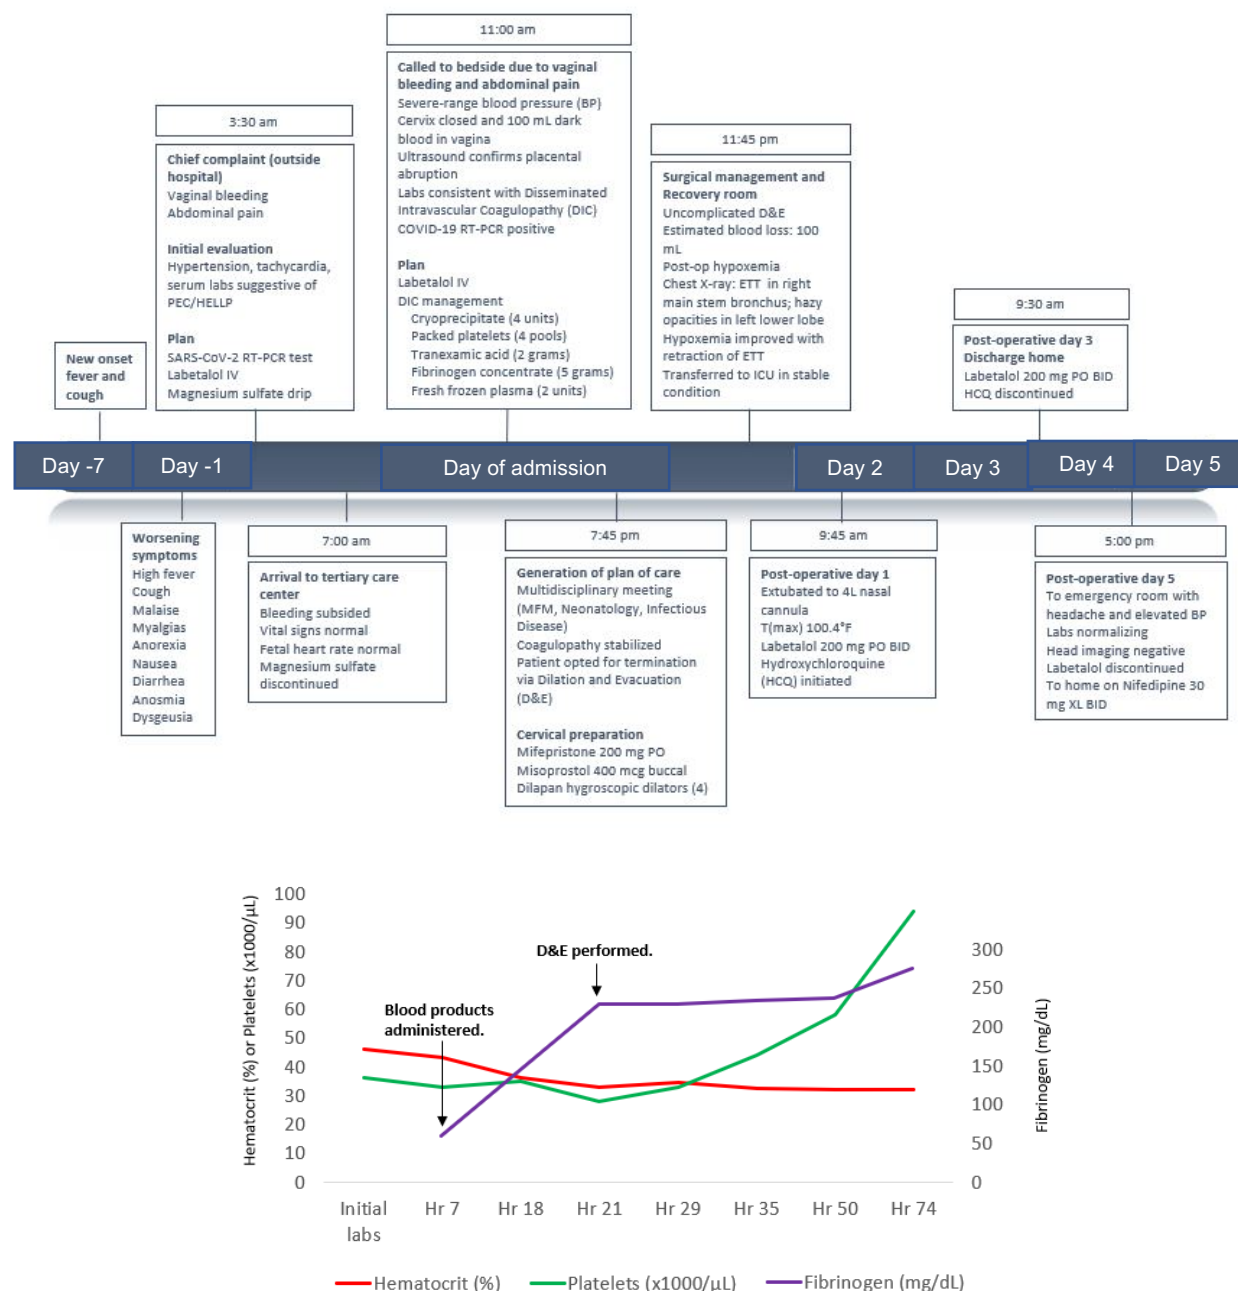 11:00 am
Called to bedside due to vaginal
bleeding and abdominal pain
Severe-range blood pressure (BP)
Cervix closed and 100 mL dark
blood in vagina
Ultrasound confirms placental
abruption
Labs consistent with Disseminated
Intravascular Coagulopathy (DIC)
COVID-19 RT-PCR positive
Plan
Labetalol IV
DIC management
Cryoprecipitate (4 units)
Packed platelets (4 pools)
Tranexamic acid (2 grams)
Fibrinogen concentrate (5 grams)
Fresh frozen plasma (2 units)
3:30 am
Chief complaint (outside
hospital)
Vaginal bleeding
Abdominal pain
Initial evaluation
Hypertension, tachycardia,
serum labs suggestive of
PEC/HELLP
Plan
SARS-CoV-2 RT-PCR test
Labetalol IV
Magnesium sulfate drip
11:45 pm
Surgical management and
Recovery room
Uncomplicated D&E
Estimated blood loss: 100
mL
Post-op hypoxemia
Chest X-ray: ETT in right
main stem bronchus; hazy
opacities in left lower lobe
Hypoxemia improved with
retraction of ETT
Transferred to ICU in stable
condition
9:30 am
Post-operative day 3
Discharge home
Labetalol 200 mg PO BID
HCQ discontinued
New onset
fever and
cough
Day -7
Day -1
Day of admission
Day 2
Day 3
Day 4
Day 5
Worsening
symptoms
High fever
Cough
Malaise
Myalgias
Anorexia
Nausea
Diarrhea
Anosmia
Dysgeusia
7:00 am
Arrival to tertiary care
center
Bleeding subsided
Vital signs normal
Fetal heart rate normal
Magnesium sulfate
discontinued
7:45 pm
Generation of plan of care
Multidisciplinary meeting
(MFM, Neonatology, Infectious
Disease)
Coagulopathy stabilized
Patient opted for termination
via Dilation and Evacuation
(D&E)
Cervical preparation
Mifepristone 200 mg PO
Misoprostol 400 mcg buccal
Dilapan hygroscopic dilators (4)
9:45 am
Post-operative day 1
Extubated to 4L nasal
cannula
T(max) 100.4°F
Labetalol 200 mg PO BID
Hydroxychloroquine
(HCQ) initiated
5:00 pm
Post-operative day 5
To emergency room with
headache and elevated BP
Labs normalizing
Head imaging negative
Labetalol discontinued
To home on Nifedipine 30
mg XL BID
Hematocrit (%) or Platelets (x1000/µL)
100
90
80
70
60
50
40
30
20
10
0
Blood products
administered.
D&E performed.
300
250
200
150
100
50
0
Fibrinogen (mg/dL)
Initial
labs
Hr 7
Hr 18
Hr 21
Hr 29
Hr 35
Hr 50
Hr 74
Hematocrit (%)
Platelets (x1000/µL)
Fibrinogen (mg/dL)